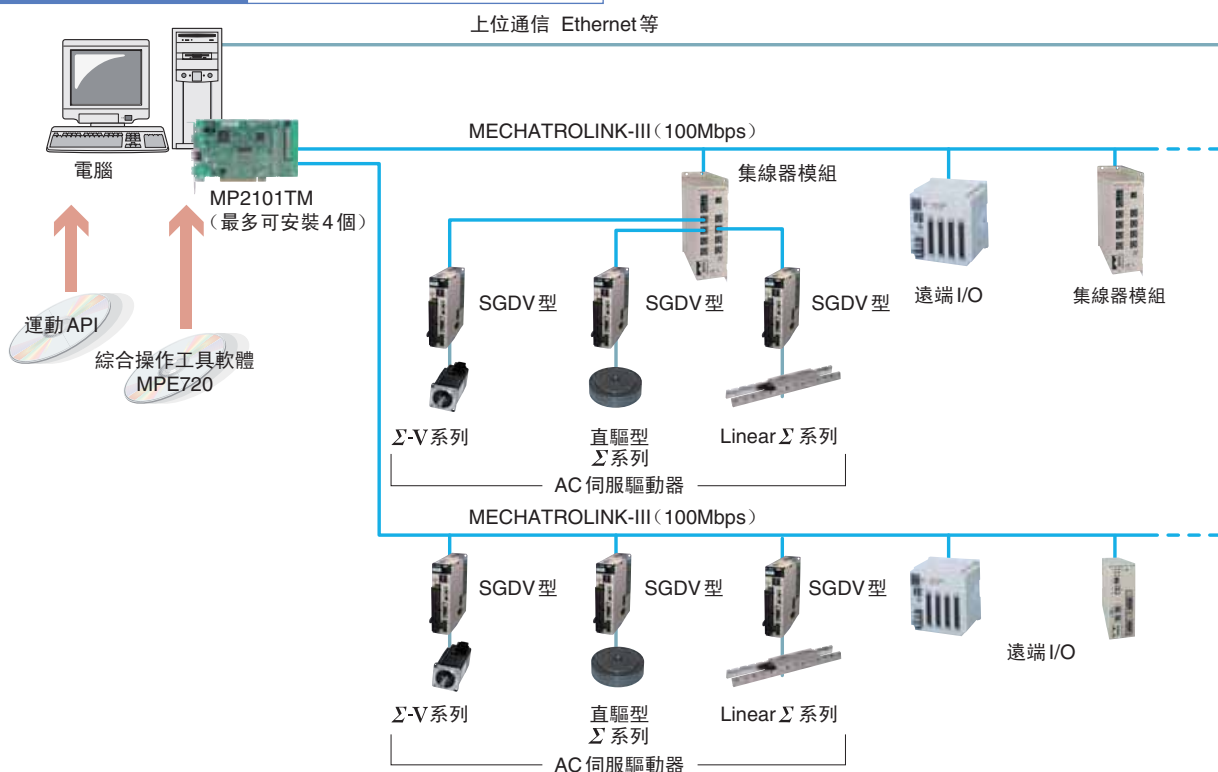 上位通信 Ethernet等
MECHATROLINK-III（100Mbps）
電腦
MP2101TM
（最多可安裝4個）
集線器模組
SGDV型
SGDV型
SGDV型
遠端I/O
集線器模組
運動API
綜合操作工具軟體
MPE720
Σ-V系列
直驅型
Σ系列
Linear Σ 系列
AC伺服驅動器
MECHATROLINK-III（100Mbps）
SGDV型
SGDV型
SGDV型
遠端I/O
Σ-V系列
直驅型
Σ 系列
Linear Σ 系列
AC伺服驅動器